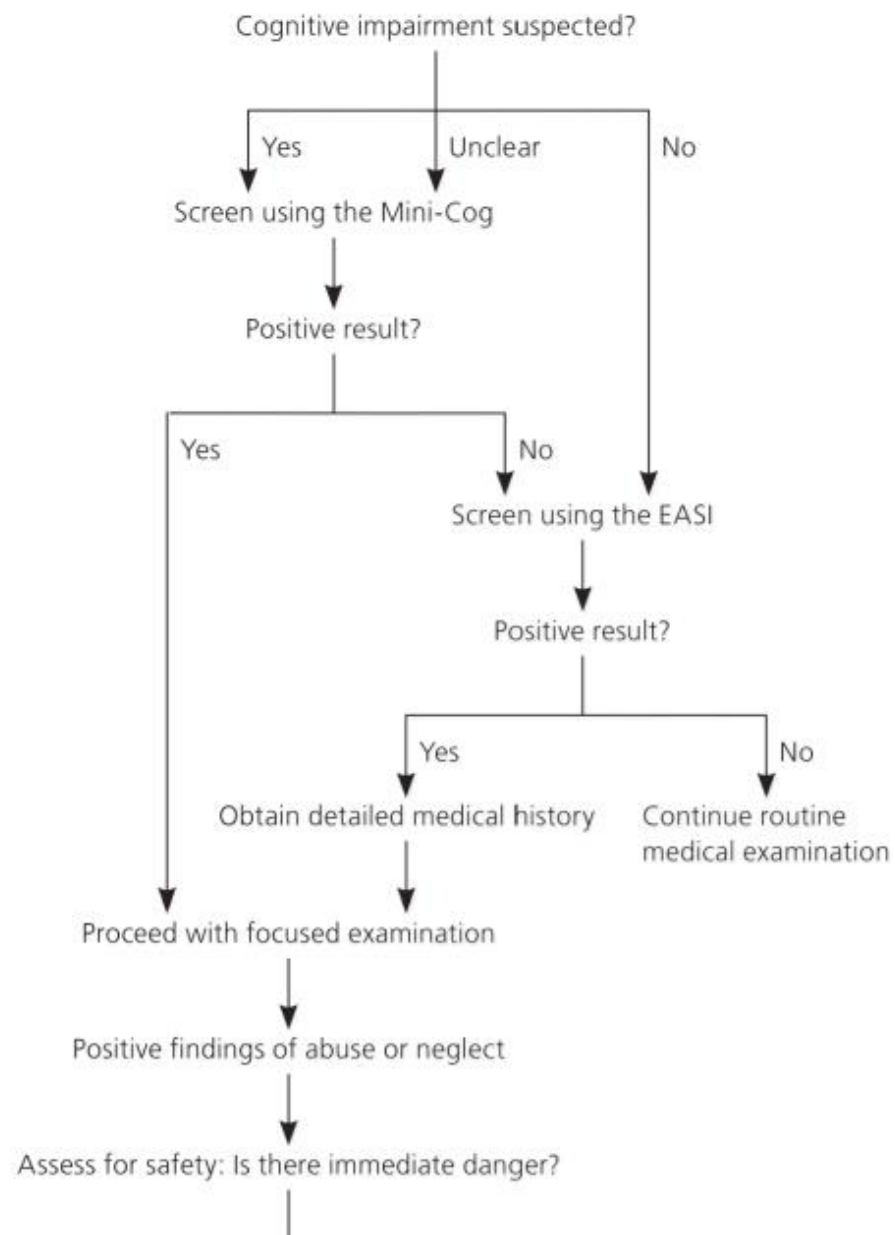 Cognitive impairment suspected?
Yes
Unclear
No
Screen using the Mini-Cog
Positive result?
Yes
No
Screen using the EASI
Positive result?
Yes
No
Obtain detailed medical history
Continue routine
medical examination
Proceed with focused examination
Positive findings of abuse or neglect
Assess for safety: Is there immediate danger?